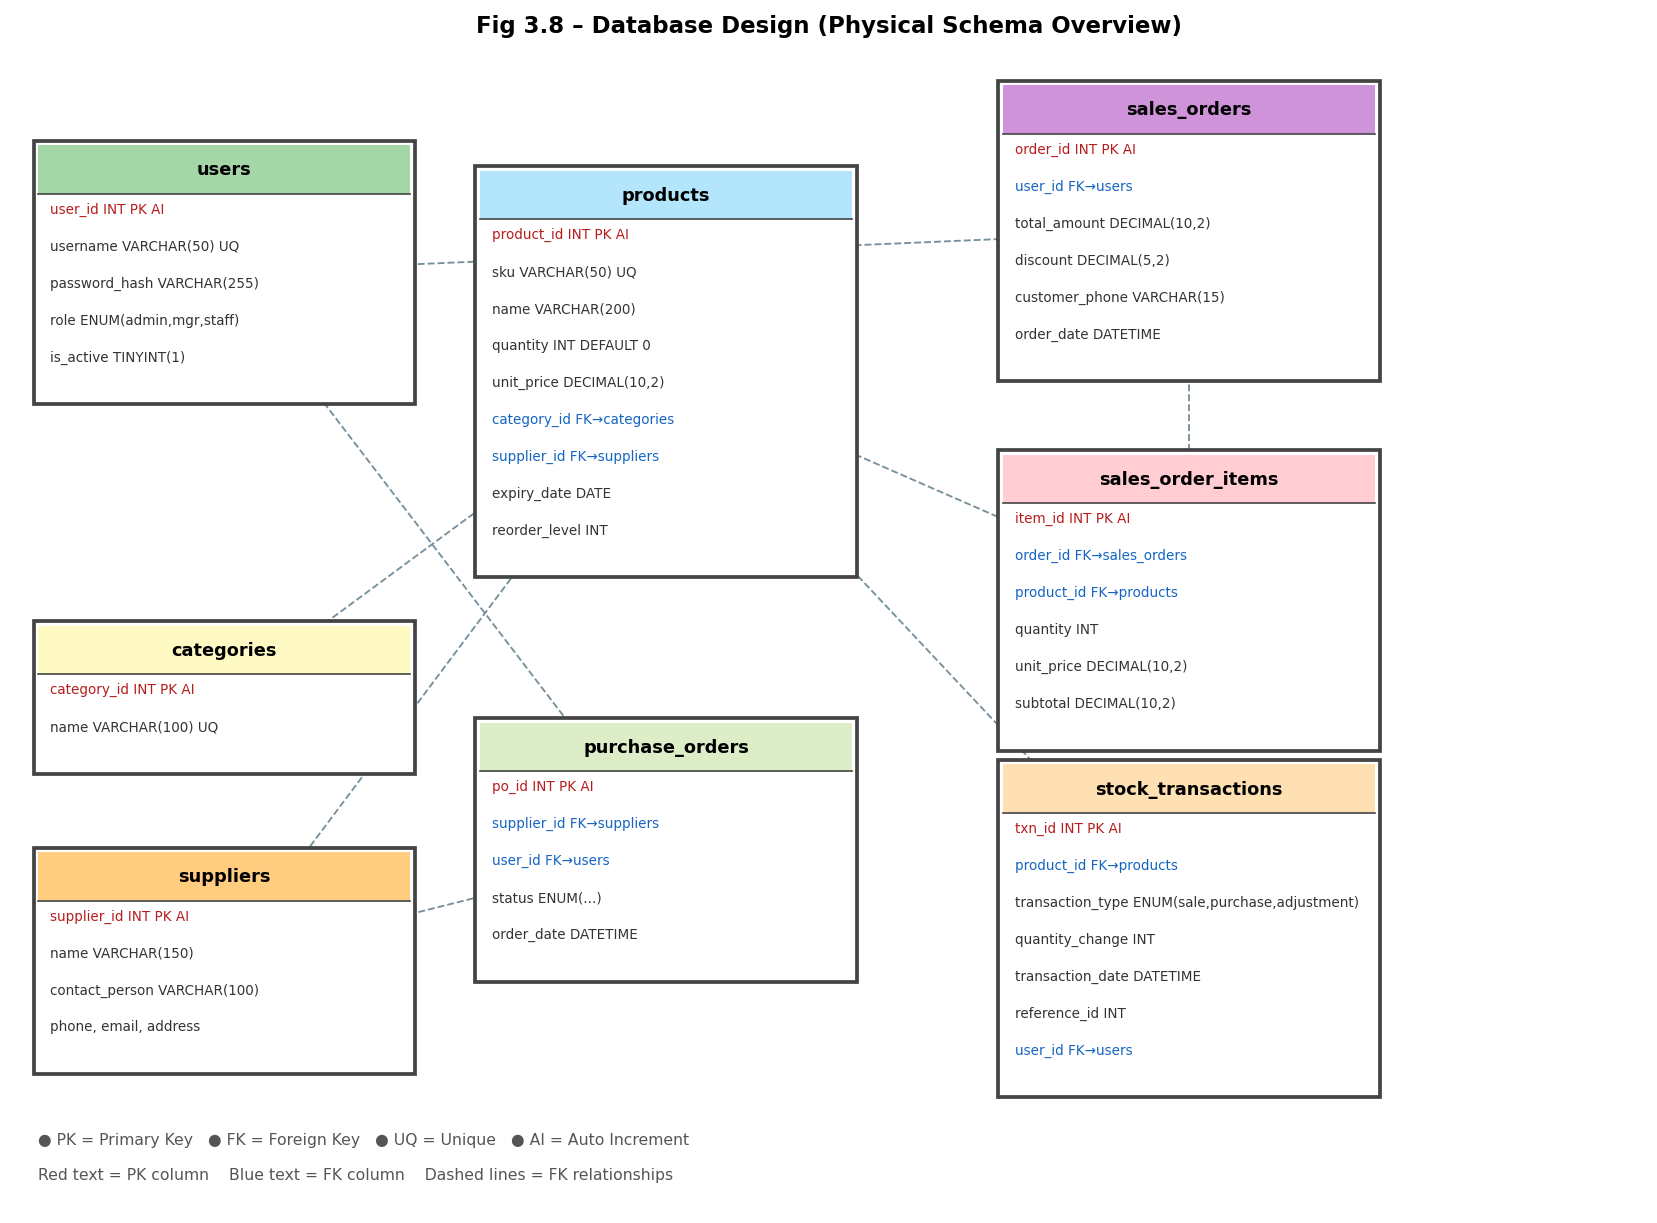 Fig 3.8 – Database Design (Physical Schema Overview)
users
user_id INT PK AI
username VARCHAR(50) UQ
password_hash VARCHAR(255)
role ENUM(admin,mgr,staff)
is_active TINYINT(1)
products
product_id INT PK AI
sku VARCHAR(50) UQ
name VARCHAR(200)
quantity INT DEFAULT 0
unit_price DECIMAL(10,2)
category_id FK→categories
supplier_id FK→suppliers
expiry_date DATE
reorder_level INT
sales_orders
order_id INT PK AI
user_id FK→users
total_amount DECIMAL(10,2)
discount DECIMAL(5,2)
customer_phone VARCHAR(15)
order_date DATETIME
categories
category_id INT PK AI
name VARCHAR(100) UQ
purchase_orders
po_id INT PK AI
supplier_id FK→suppliers
user_id FK→users
status ENUM(...)
order_date DATETIME
sales_order_items
item_id INT PK AI
order_id FK→sales_orders
product_id FK→products
quantity INT
unit_price DECIMAL(10,2)
subtotal DECIMAL(10,2)
suppliers
supplier_id INT PK AI
name VARCHAR(150)
contact_person VARCHAR(100)
phone, email, address
stock_transactions
txn_id INT PK AI
product_id FK→products
transaction_type ENUM(sale,purchase,adjustment)
quantity_change INT
transaction_date DATETIME
reference_id INT
user_id FK→users
● PK = Primary Key ● FK = Foreign Key ● UQ = Unique ● AI = Auto Increment
Red text = PK column Blue text = FK column Dashed lines = FK relationships